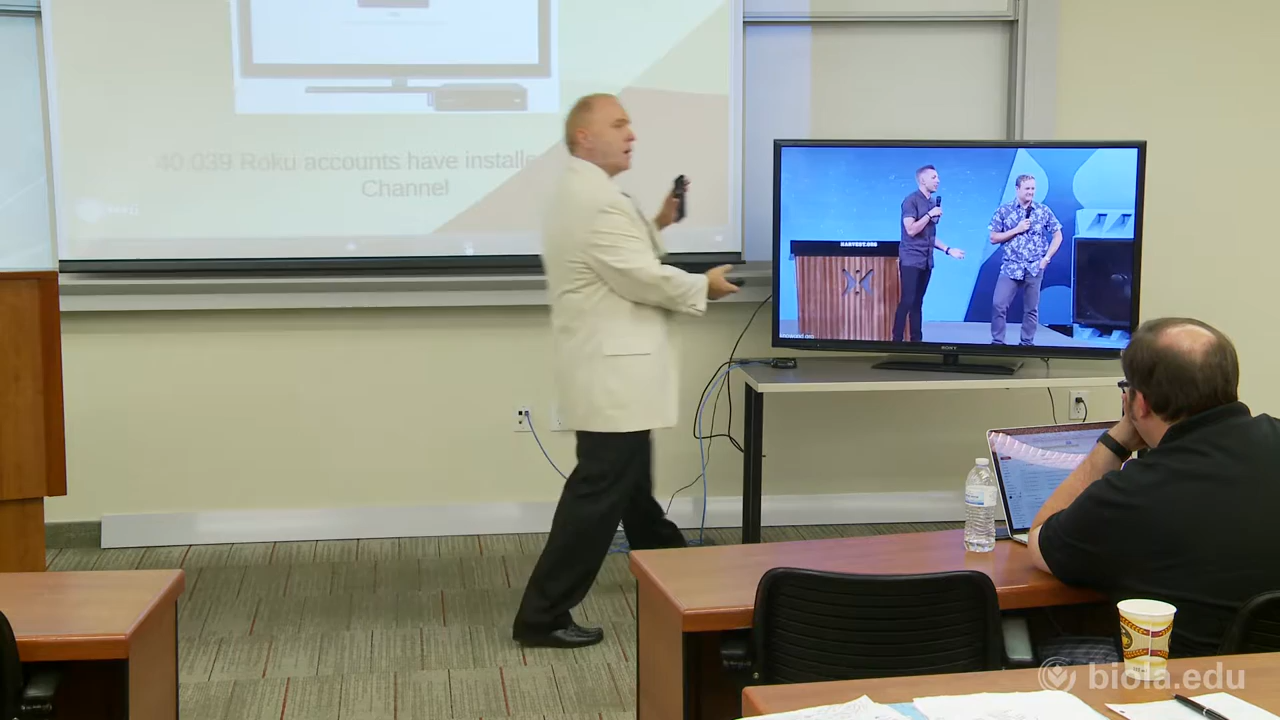 40,039 Roku accounts have installe
Channel
HARVEST.ORG
SONY
biola.edu